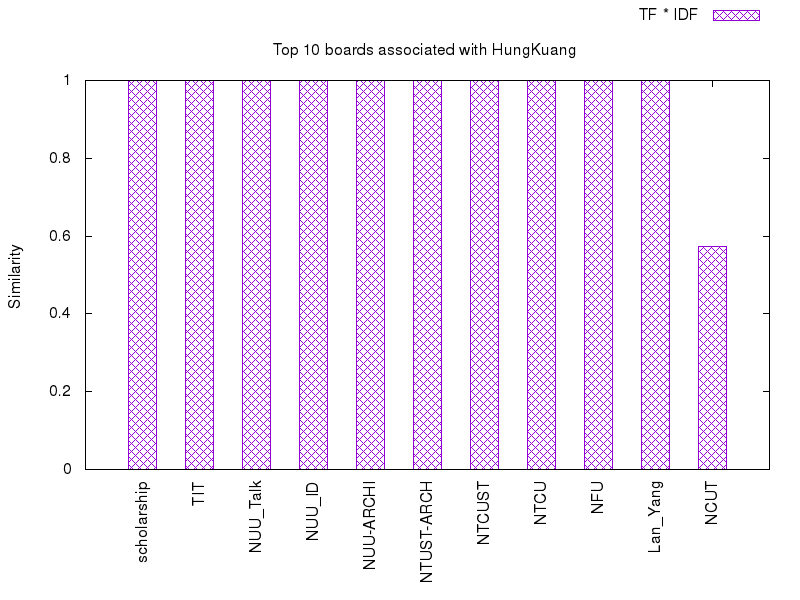 TF * IDF
Top 10 boards associated with HungKuang
1
0.8
0.6
0.4
0.2
0
Similarity
scholarship
TIT
NUU_Talk
NUU_ID
NUU-ARCHI
NTUST-ARCH
NTCUST
NTCU
NFU
Lan_Yang
NCUT